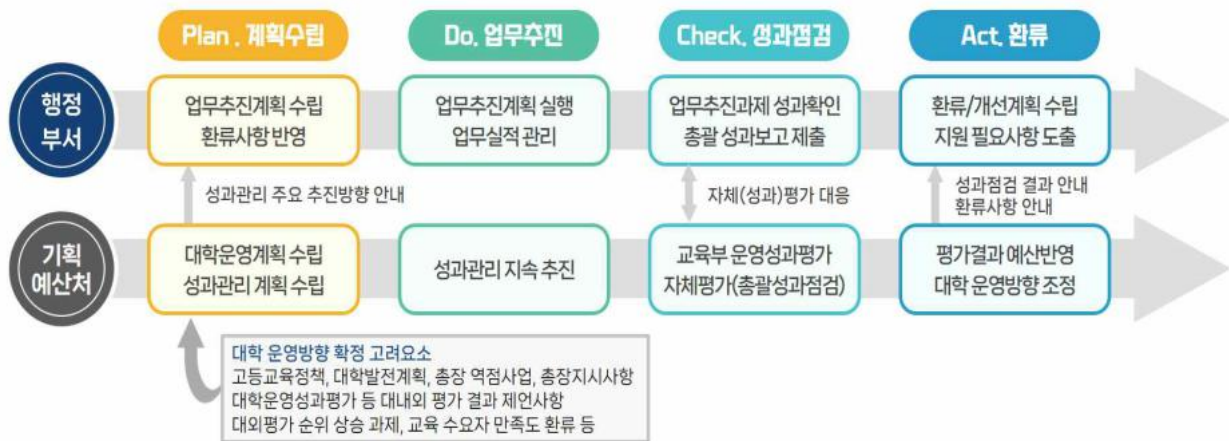 Plan. 계획수립
Do. 업무추진
Check. 성과점검
Act. 환류
행정
부서
업무추진계획 수립
환류사항 반영
업무추진계획 실행
업무실적 관리
업무추진과제 성과확인
총괄 성과보고 제출
환류/개선계획 수립
지원 필요사항 도출
성과관리 주요 추진방향 안내
자체(성과)평가 대응
성과점검 결과 안내
환류사항 안내
기획
예산처
대학운영계획 수립
성과관리 계획 수립
성과관리 지속 추진
교육부 운영성과평가
자체평가(총괄성과점검)
평가결과 예산반영
대학 운영방향 조정
대학 운영방향 확정 고려요소
고등교육정책, 대학발전계획, 총장 역점사업, 총장지시사항
대학운영성과평가 등 대내외 평가 결과 제언사항
대외평가 순위 상승 과제, 교육 수요자 만족도 환류 등